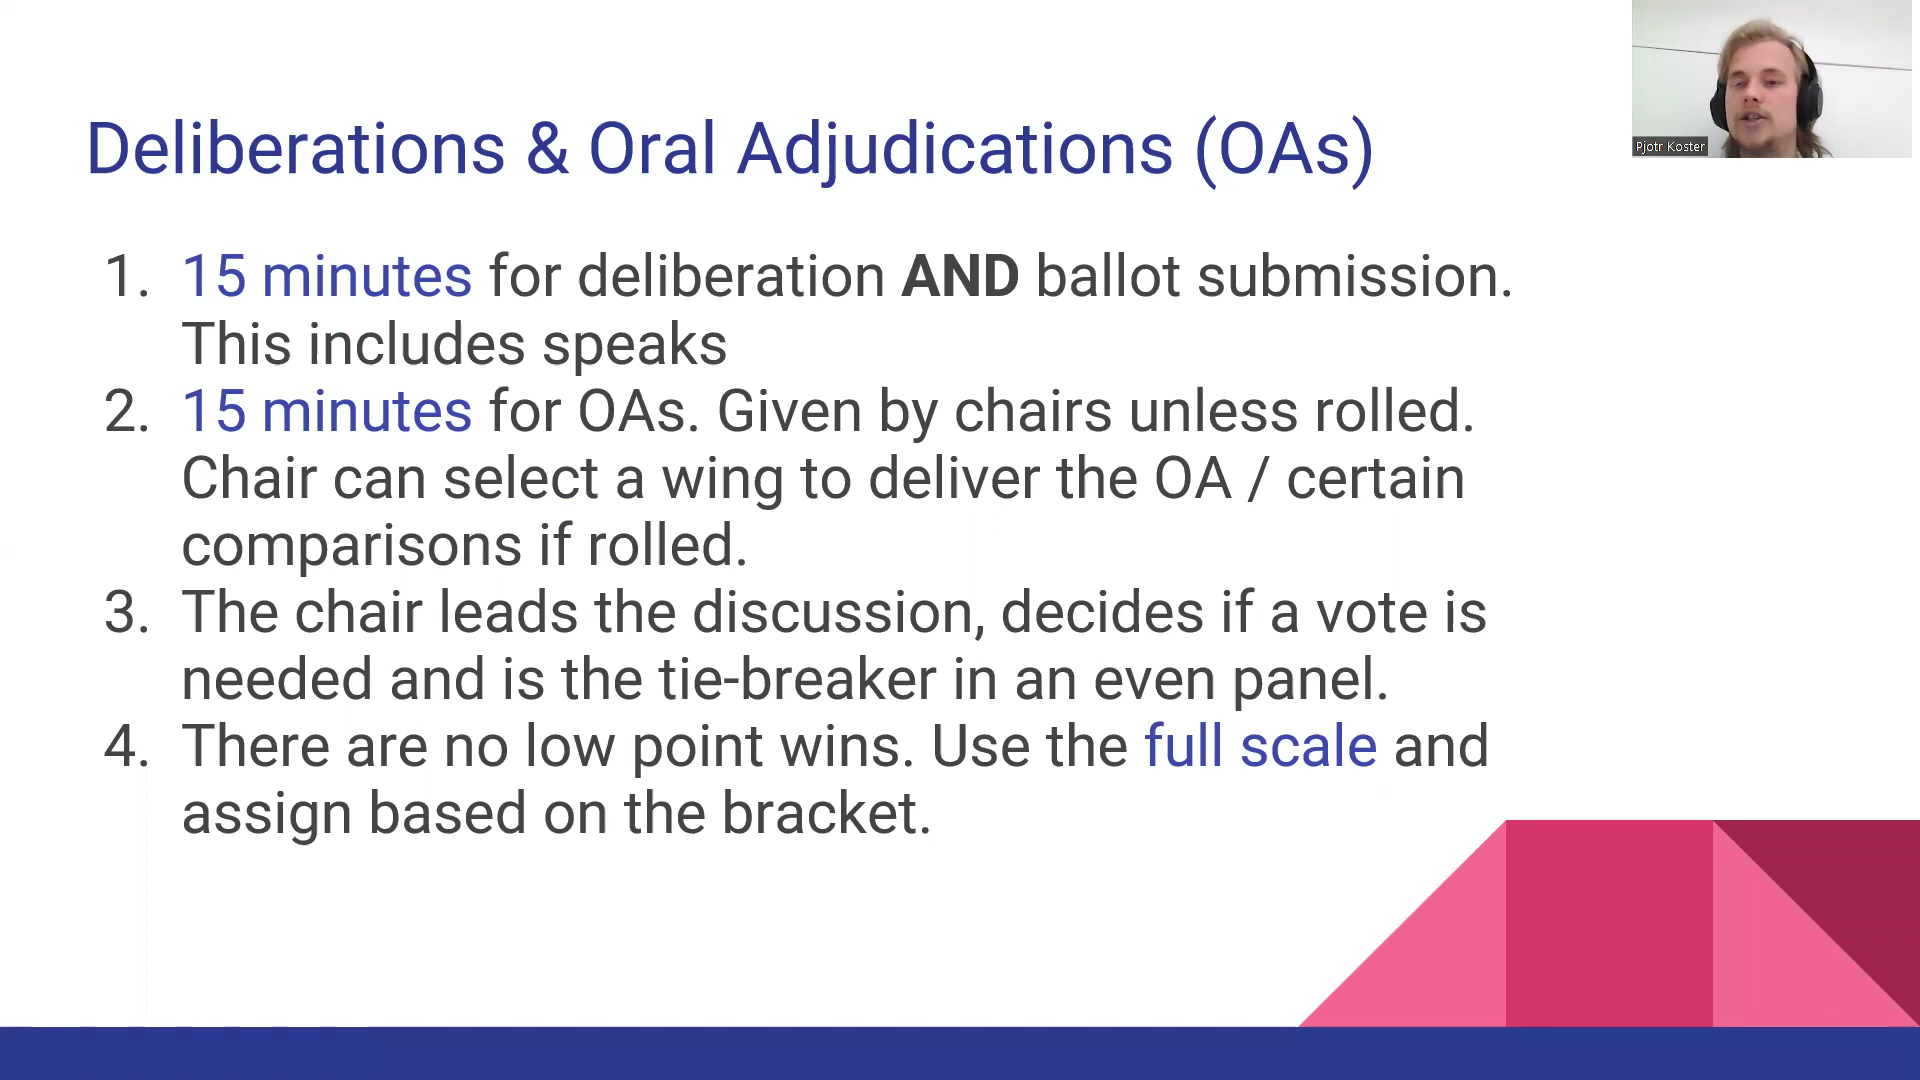 Deliberations & Oral Adjudications (OAs)
Pjotr Koster
1. 15 minutes for deliberation AND ballot submission.
This includes speaks
2. 15 minutes for OAs. Given by chairs unless rolled.
Chair can select a wing to deliver the OA / certain
comparisons if rolled.
3. The chair leads the discussion, decides if a vote is
needed and is the tie-breaker in an even panel.
4. There are no low point wins. Use the full scale and
assign based on the bracket.